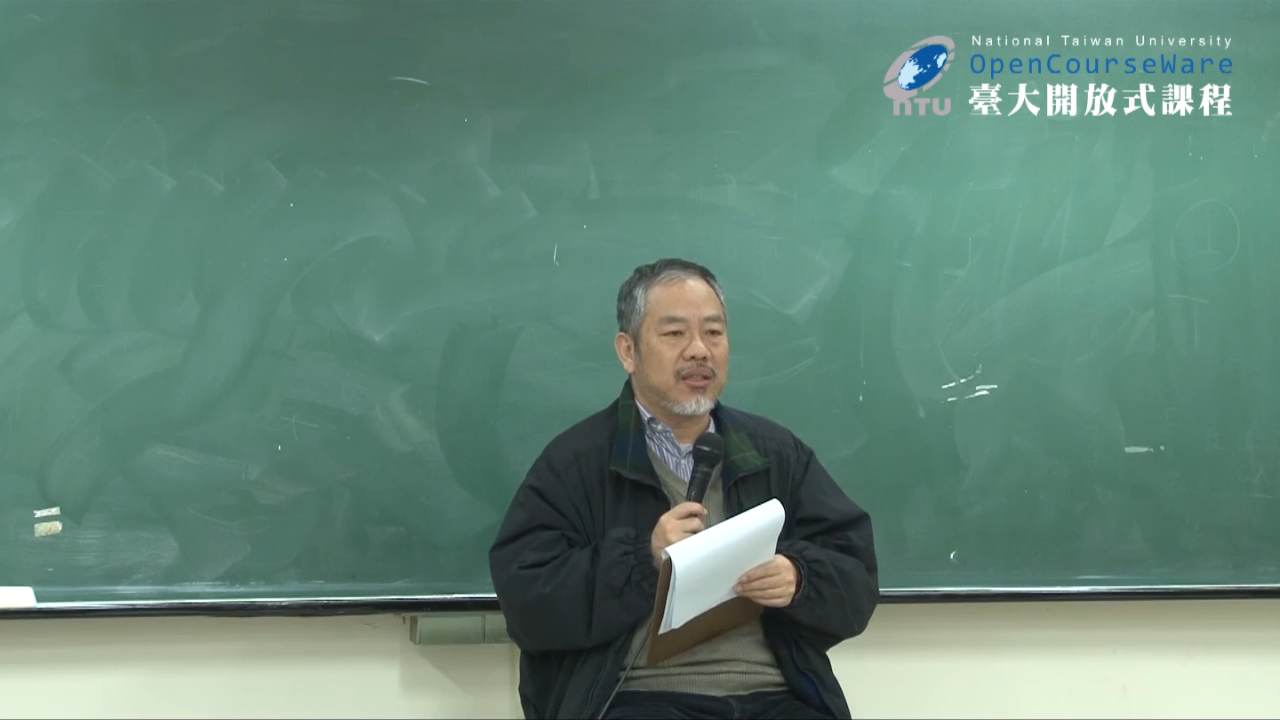 National Taiwan University
OpenCourseWare
臺大開放式課程
NTU